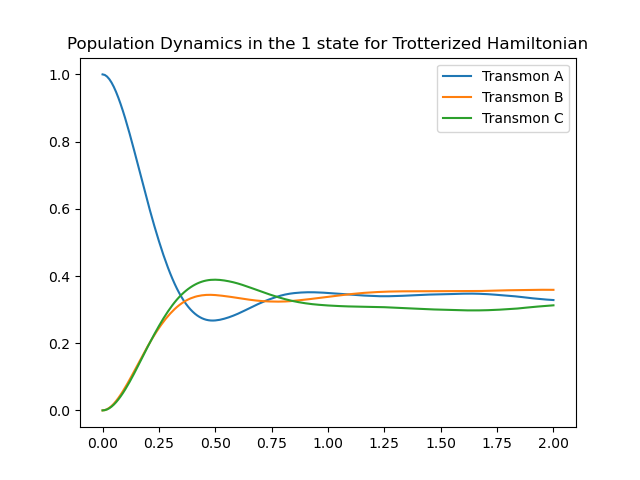 Population Dynamics in the 1 state for Trotterized Hamiltonian
Transmon A
Transmon B
Transmon C
1.0
0.8
0.6
0.4
0.2
0.0
0.00 0.25 0.50 0.75 1.00 1.25 1.50 1.75 2.00